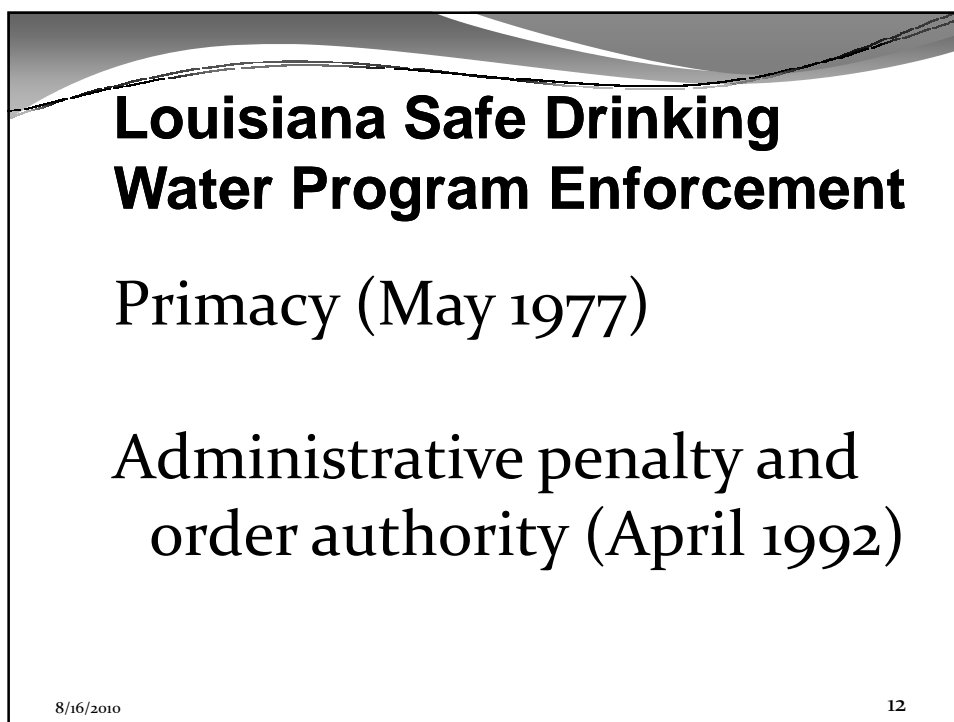 Louisiana Safe Drinking
Water Program Enforcement
Primacy (May 1977)
Administrative penalty and
order authority (April 1992)
8/16/2010
12